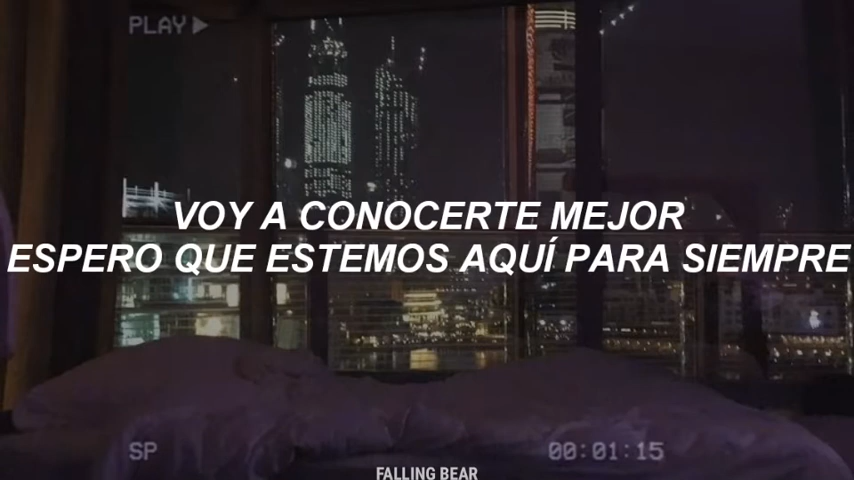 PLAY
VOY A CONOCERTE MEJOR
ESPERO QUE ESTEMOS AQUÍ PARA SIEMPRE
SP 00:01:15
FALLING BEAR